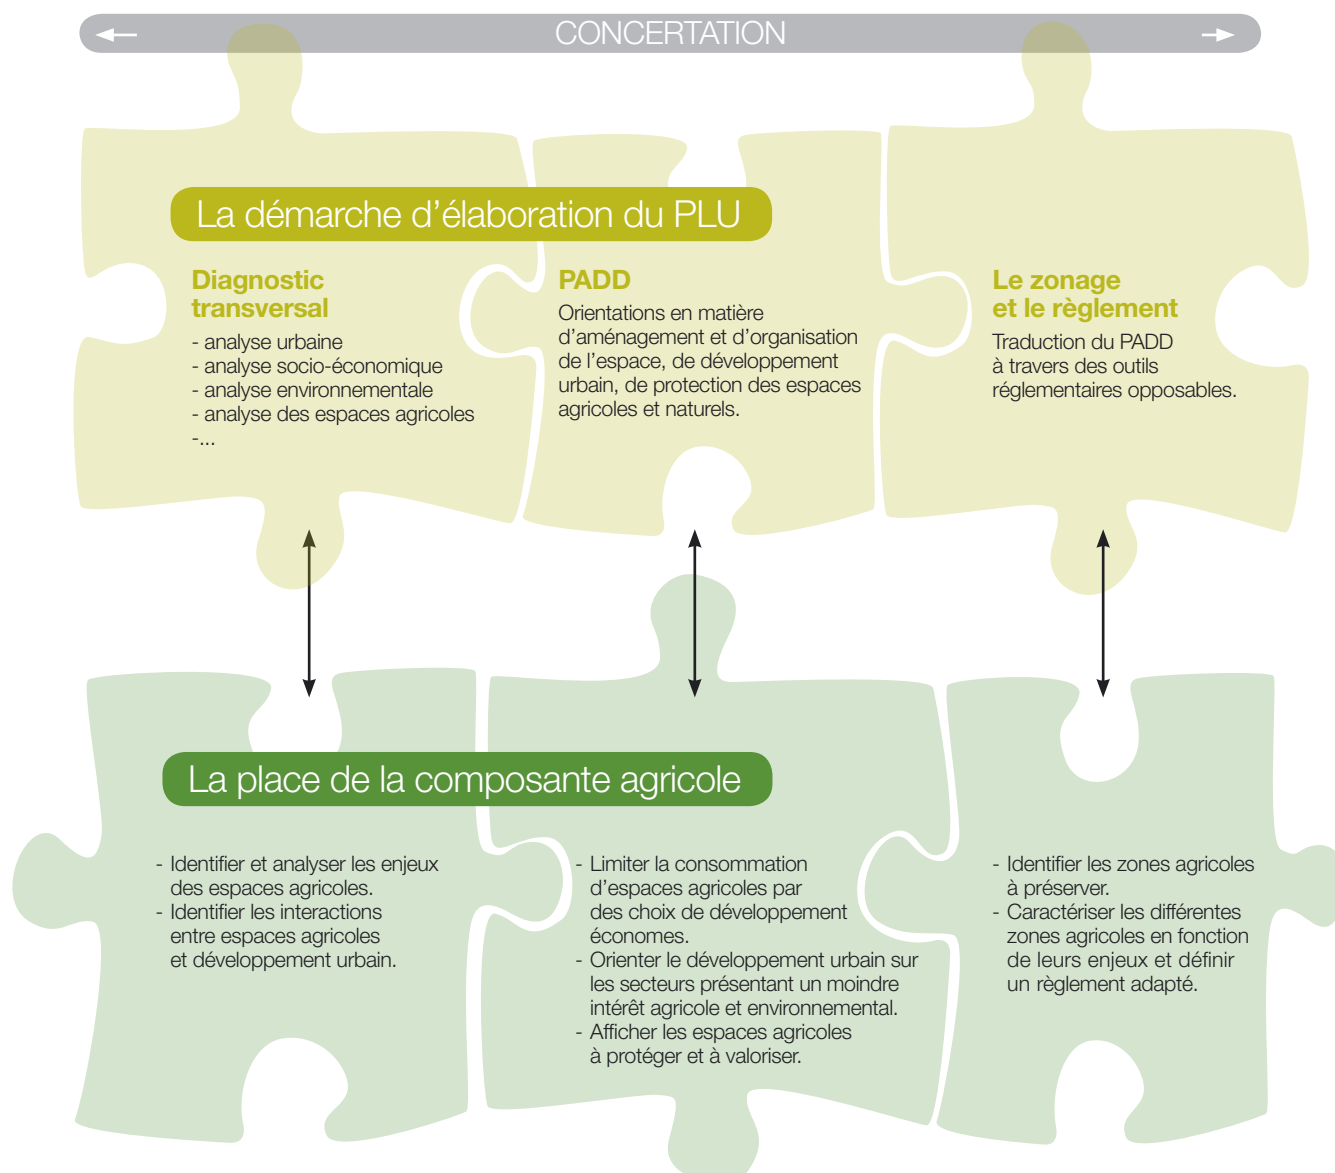 CONCERTATION
La démarche d’élaboration du PLU
Diagnostic
transversal
- analyse urbaine
- analyse socio-économique
- analyse environnementale
- analyse des espaces agricoles
-...
PADD
Orientations en matière
d’aménagement et d’organisation
de l’espace, de développement
urbain, de protection des espaces
agricoles et naturels.
Le zonage
et le règlement
Traduction du PADD
à travers des outils
réglementaires opposables.
La place de la composante agricole
- Identifier et analyser les enjeux
des espaces agricoles.
- Identifier les interactions
entre espaces agricoles
et développement urbain.
- Limiter la consommation
d’espaces agricoles par
des choix de développement
économes.
- Orienter le développement urbain sur
les secteurs présentant un moindre
intérêt agricole et environnemental.
- Afficher les espaces agricoles
à protéger et à valoriser.
- Identifier les zones agricoles
à préserver.
- Caractériser les différentes
zones agricoles en fonction
de leurs enjeux et définir
un règlement adapté.